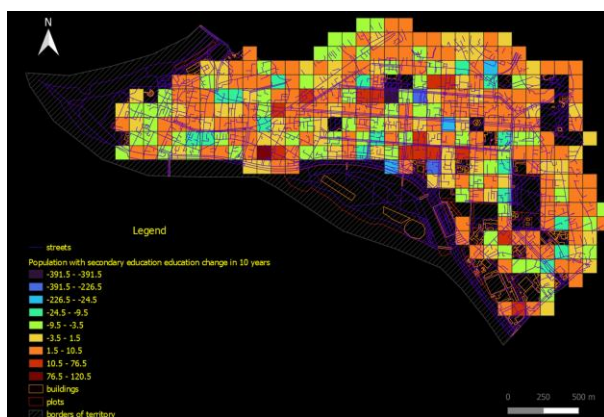 N
Legend
streets
Population with secondary education education change in 10 years
-391.5 - -391.5
-391.5 - -226.5
-226.5 - -24.5
-24.5 - -9.5
-9.5 - -3.5
-3.5 - 1.5
1.5 - 10.5
10.5 - 76.5
76.5 - 120.5
buildings
plots
borders of territory
0 250 500 m